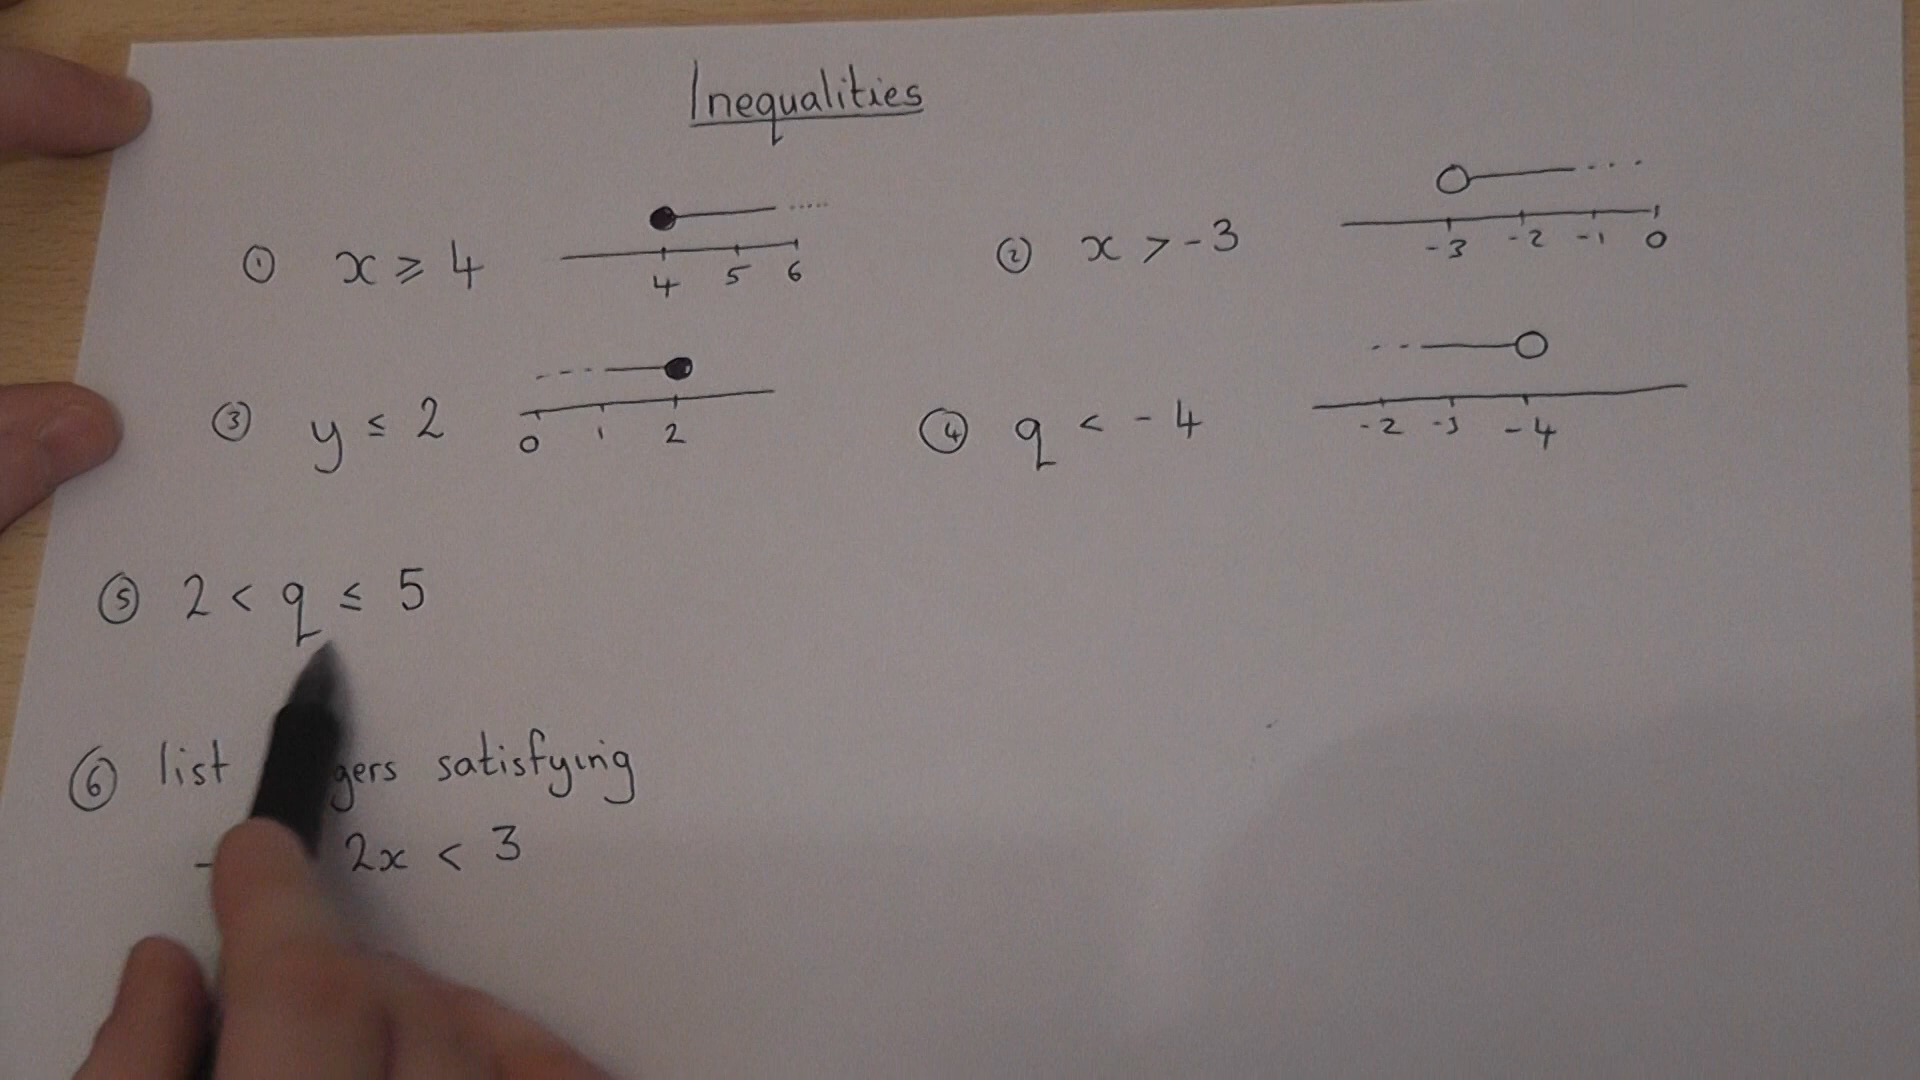 Inequalities
① x ≥ 4
4 5 6
② x > -3
-3 -2 -1 0
③ y ≤ 2
0 1 2
④ q < -4
-2 -3 -4
⑤ 2 < q ≤ 5
⑥ list satisfying
2x < 3